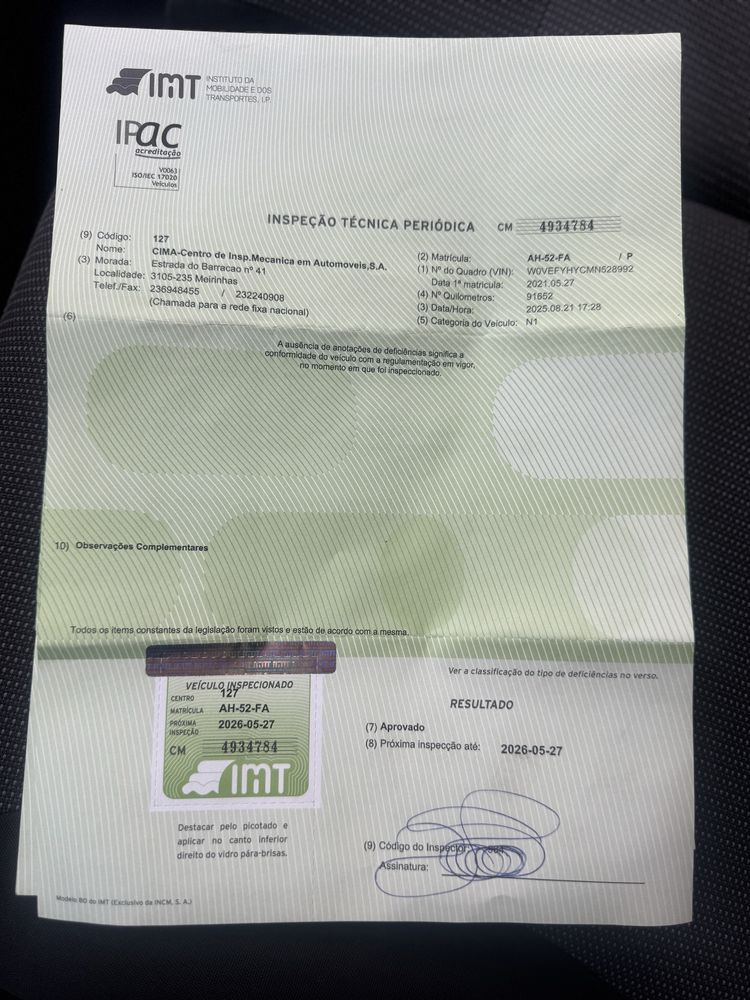 IMT INSTITUTO DA
MOBILIDADE E DOS
TRANSPORTES, I.P.
IPAC
acreditação
V0063
ISO/IEC 17020
Veículos
INSPEÇÃO TÉCNICA PERIÓDICA CM 4934784
(9) Código: 127
Nome: CIMA-Centro de Insp.Mecanica em Automoveis,S.A.
(3) Morada: Estrada do Barracao nº 41
Localidade: 3105-235 Meirinhas
Telef./Fax: 236948455 / 232240908
(Chamada para a rede fixa nacional)
(2) Matrícula: AH-52-FA / P
(1) Nº do Quadro (VIN): W0VEFYHYCMN528992
Data 1ª matricula: 2021.05.27
(4) Nº Quilometros: 91652
(3) Data/Hora: 2025.08.21 17:28
(5) Categoria do Veículo: N1
(6)
A ausência de anotações de deficiências significa a
conformidade do veículo com a regulamentação em vigor,
no momento em que foi inspeccionado.
10) Observações Complementares
Todos os items constantes da legislação foram vistos e estão de acordo com a mesma.
Ver a classificação do tipo de deficiências no verso.
VEÍCULO INSPECIONADO
CENTRO 127
MATRÍCULA AH-52-FA
PRÓXIMA INSPEÇÃO 2026-05-27
CM 4934784
IMT
Destacar pelo picotado e
aplicar no canto inferior
direito do vidro pára-brisas.
RESULTADO
(7) Aprovado
(8) Próxima inspecção até: 2026-05-27
(9) Código do Inspector:
Assinatura:
Modelo 80 do IMT (Exclusivo da INCM, S. A.)